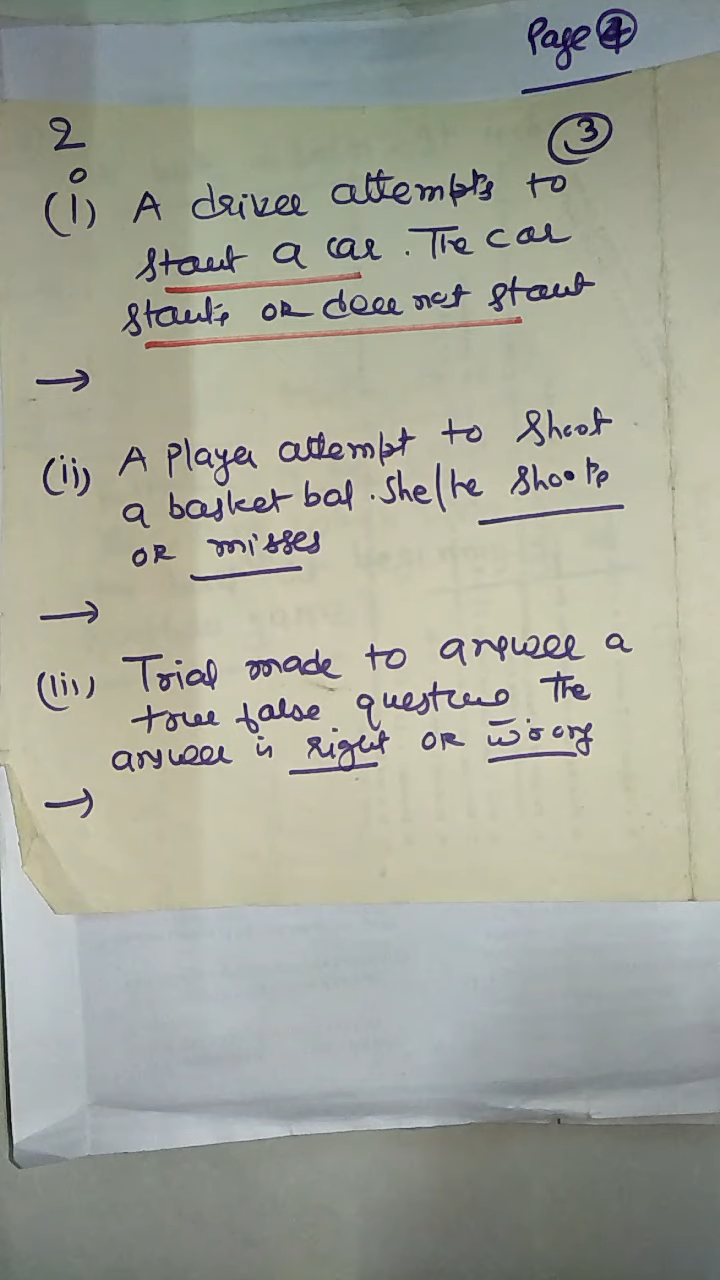 Page 4
3
2
(i) A driver attempts to
start a car. The car
starts or does not start
→
(ii) A Player attempt to Shoot
a basket bal. She/he Shoots
OR misses
→
(iii) Trial made to answer a
true false question the
answer is right OR wrong
→